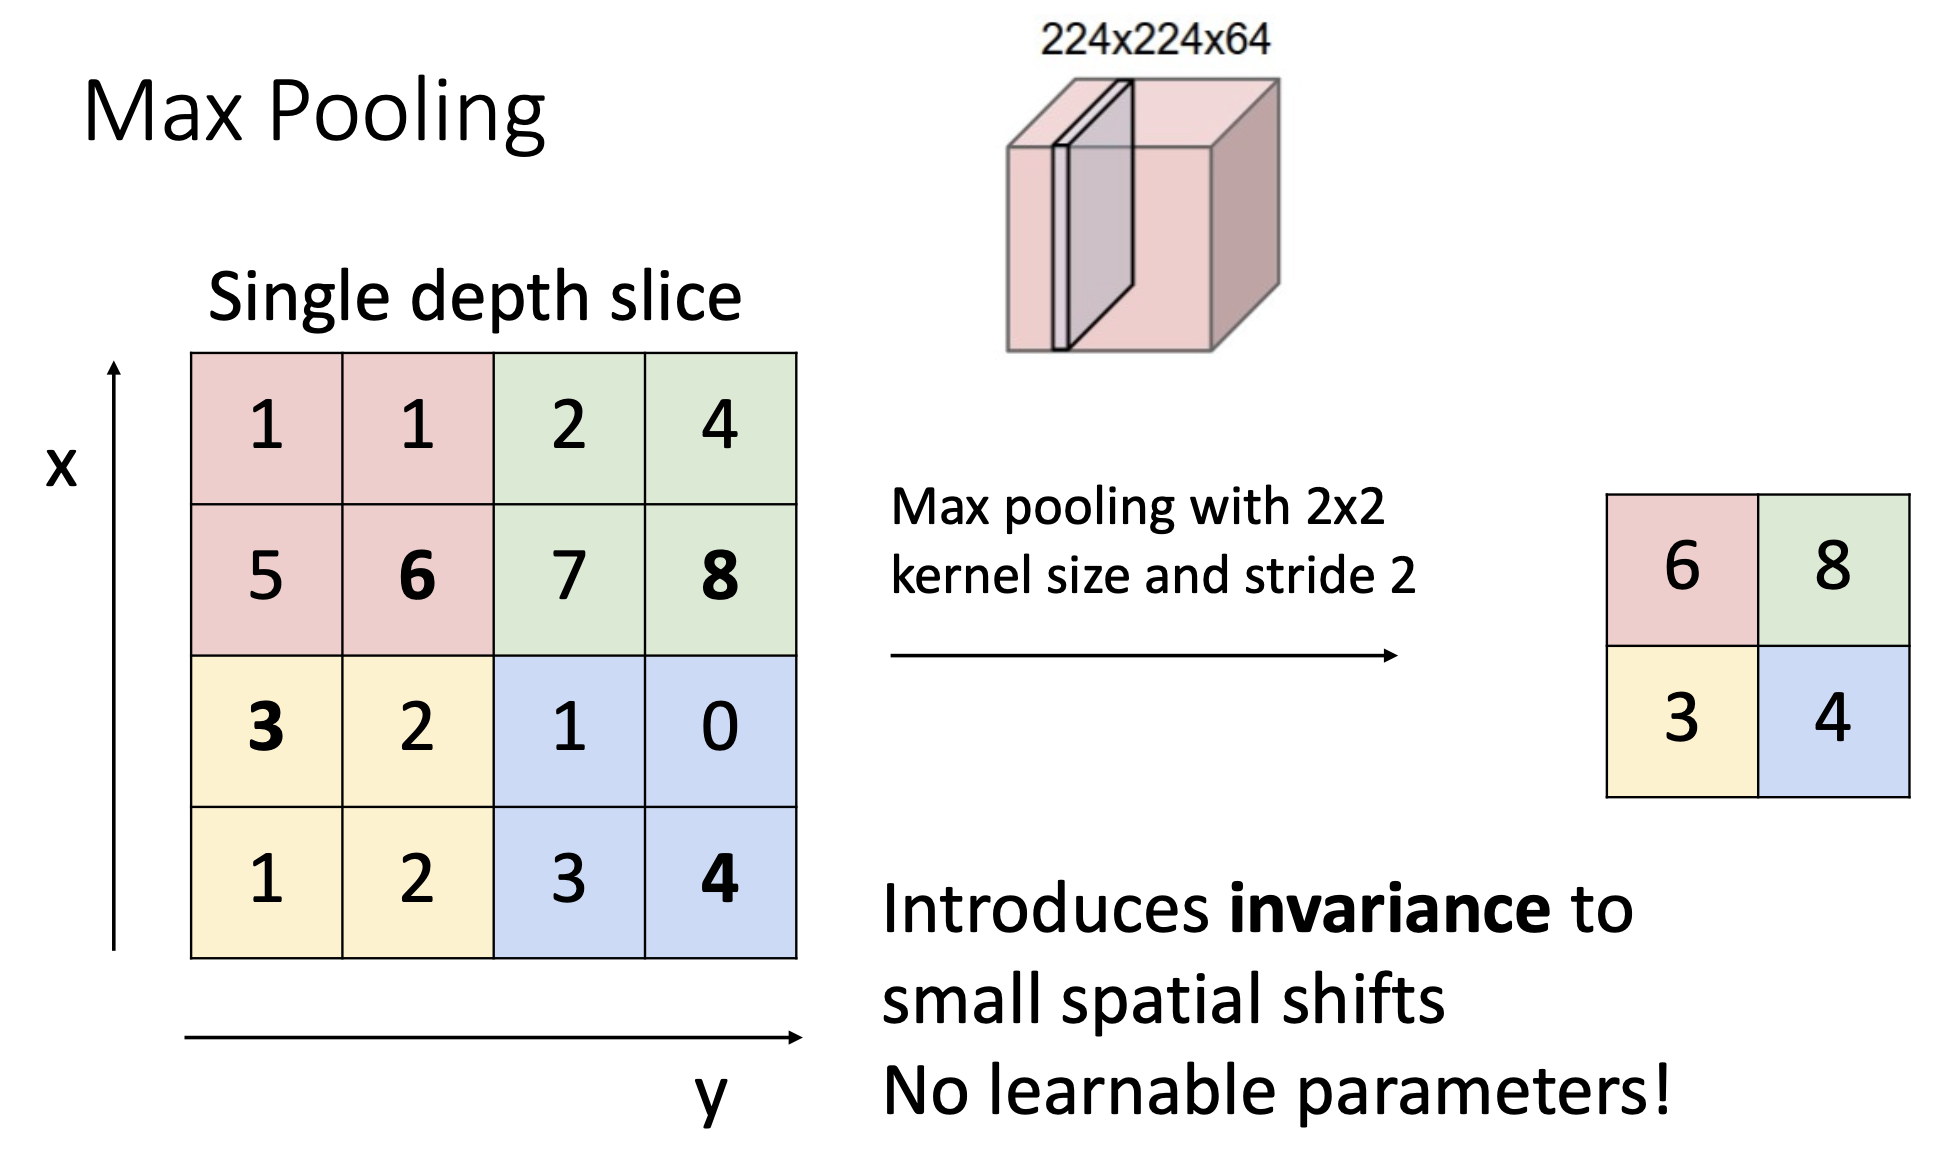 Max Pooling
224x224x64
Single depth slice
x
1 1 2 4
5 6 7 8
3 2 1 0
1 2 3 4
y
Max pooling with 2x2
kernel size and stride 2
6 8
3 4
Introduces invariance to
small spatial shifts
No learnable parameters!